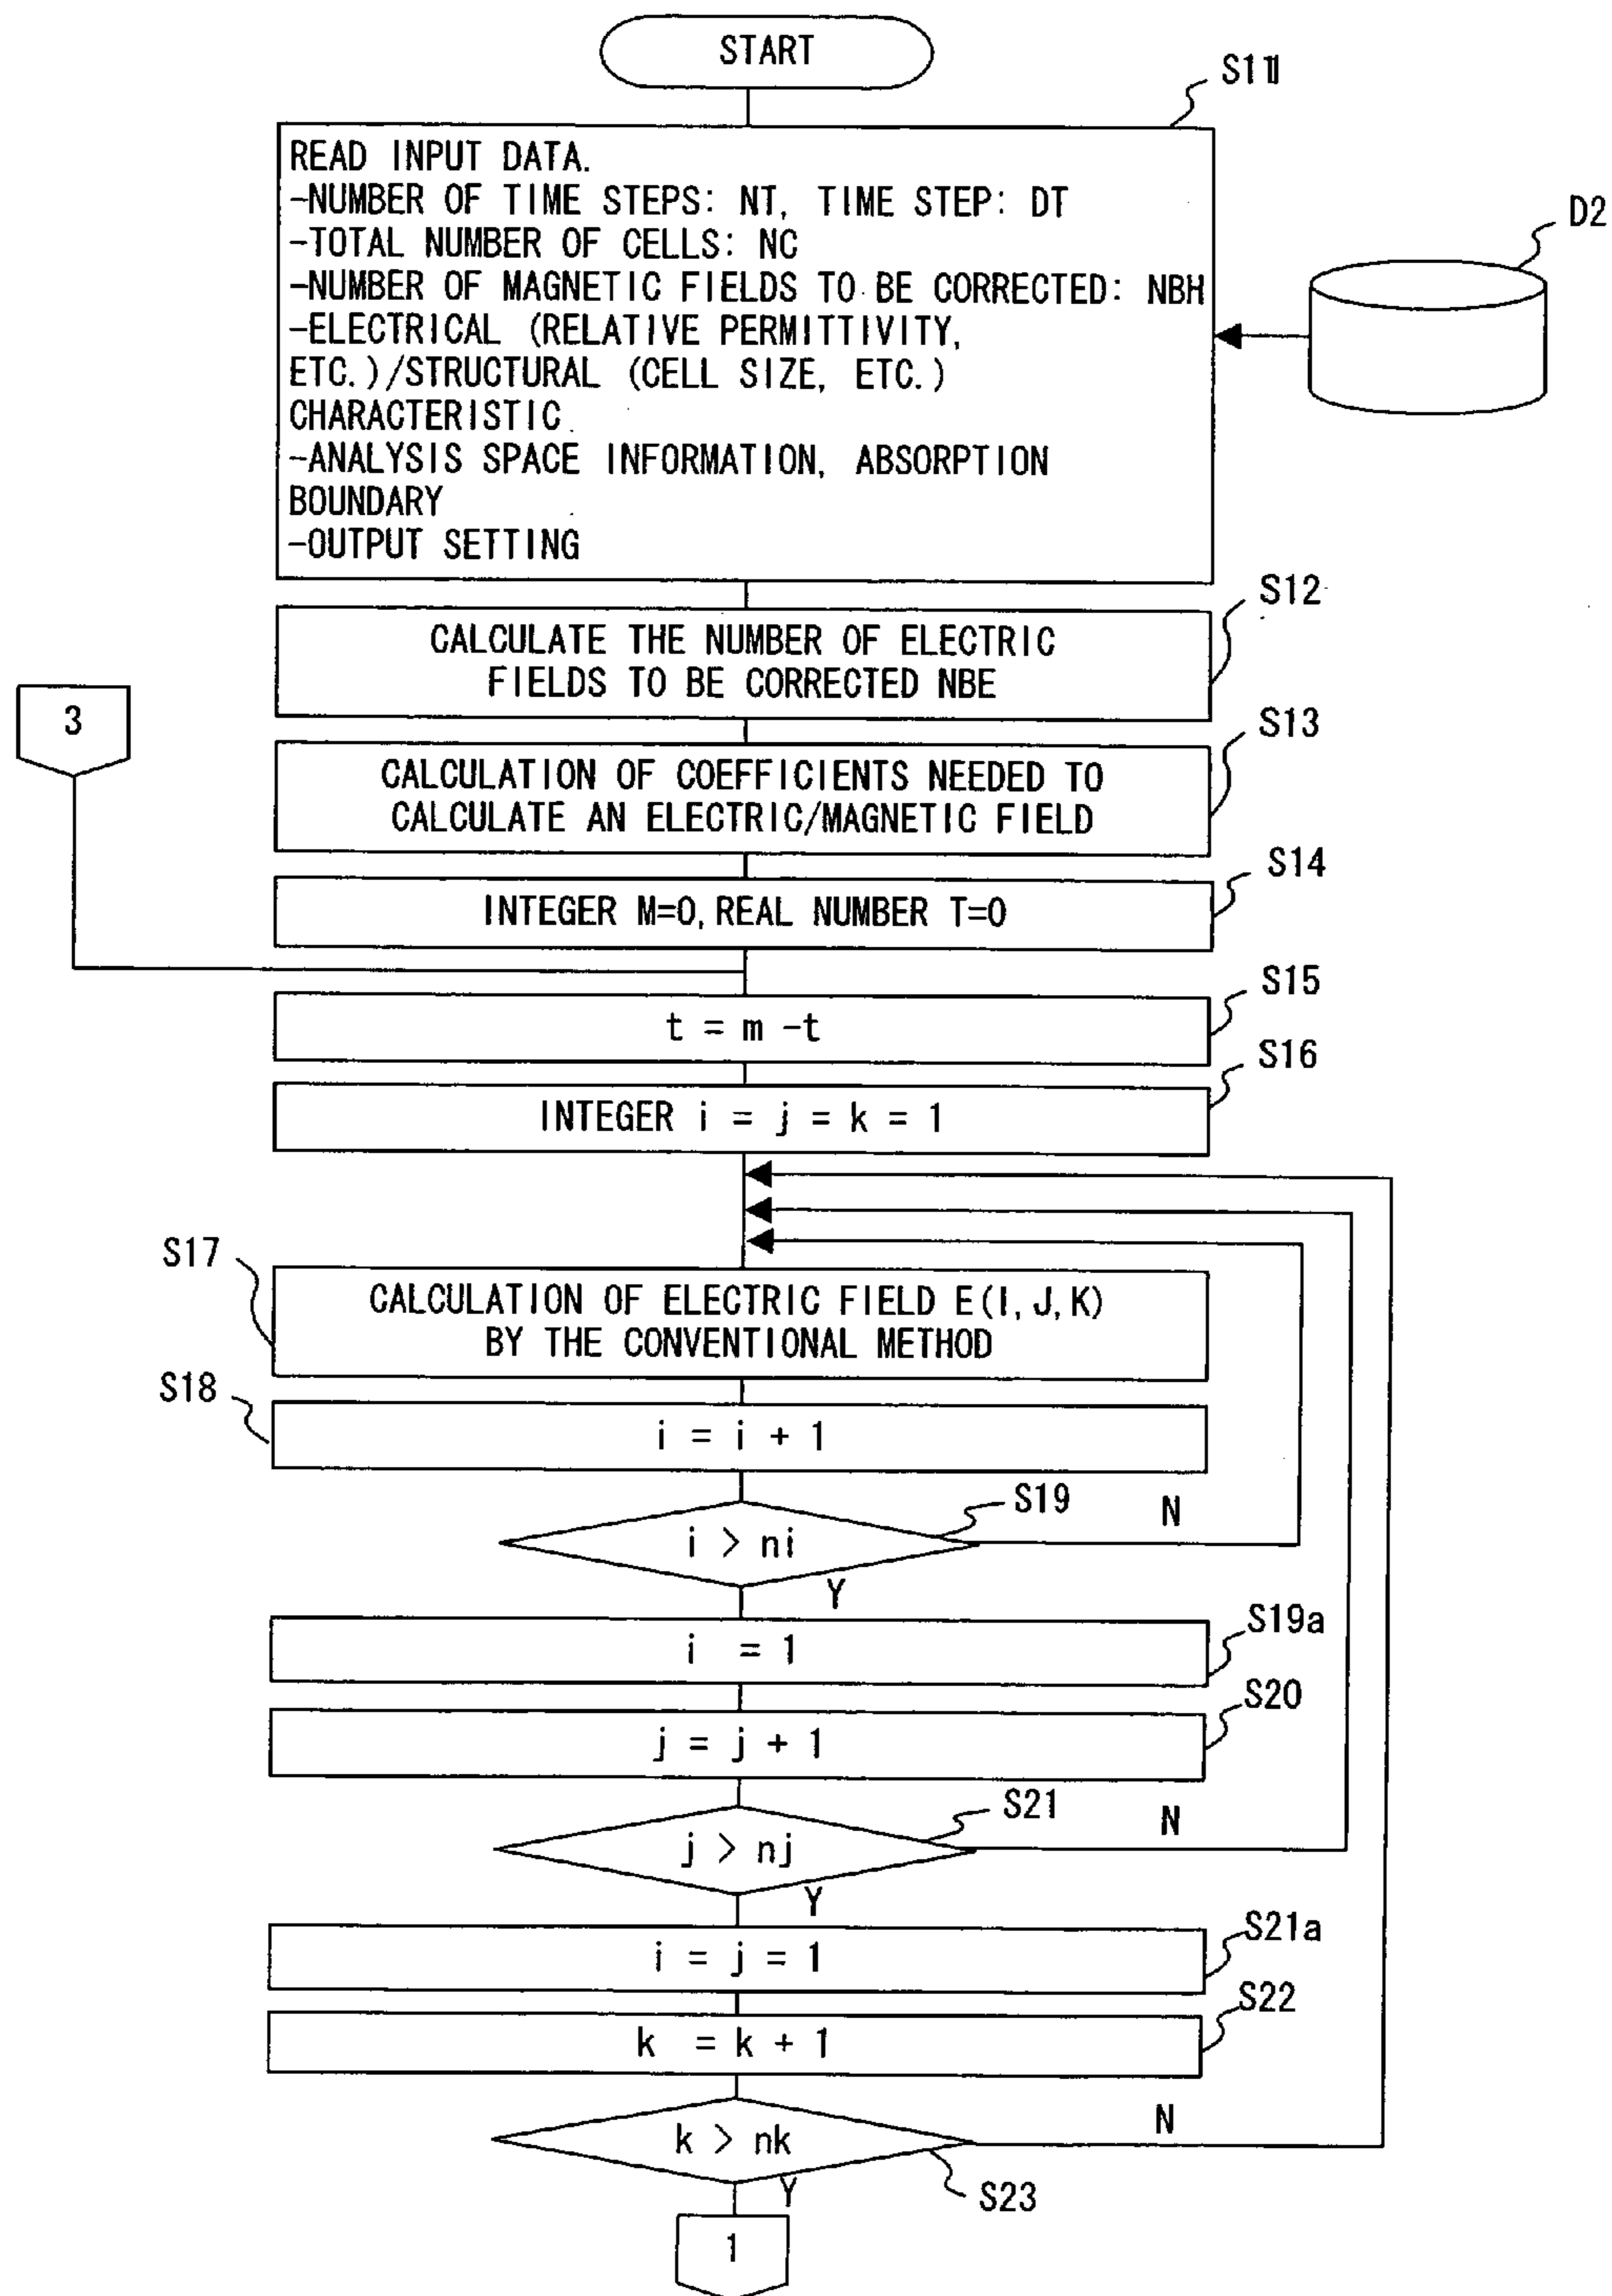 START
S11
READ INPUT DATA.
-NUMBER OF TIME STEPS: NT, TIME STEP: DT
-TOTAL NUMBER OF CELLS: NC
-NUMBER OF MAGNETIC FIELDS TO BE CORRECTED: NBH
-ELECTRICAL (RELATIVE PERMITTIVITY,
ETC.)/STRUCTURAL (CELL SIZE, ETC.)
CHARACTERISTIC
-ANALYSIS SPACE INFORMATION, ABSORPTION
BOUNDARY
-OUTPUT SETTING
D2
S12
CALCULATE THE NUMBER OF ELECTRIC
FIELDS TO BE CORRECTED NBE
3
S13
CALCULATION OF COEFFICIENTS NEEDED TO
CALCULATE AN ELECTRIC/MAGNETIC FIELD
S14
INTEGER M=0, REAL NUMBER T=0
S15
t = m -t
S16
INTEGER i = j = k = 1
S17
CALCULATION OF ELECTRIC FIELD E(I, J, K)
BY THE CONVENTIONAL METHOD
S18
i = i + 1
S19
N
i > ni
Y
S19a
i = 1
S20
j = j + 1
S21
N
j > nj
Y
S21a
i = j = 1
S22
k = k + 1
N
k > nk
S23
Y
1